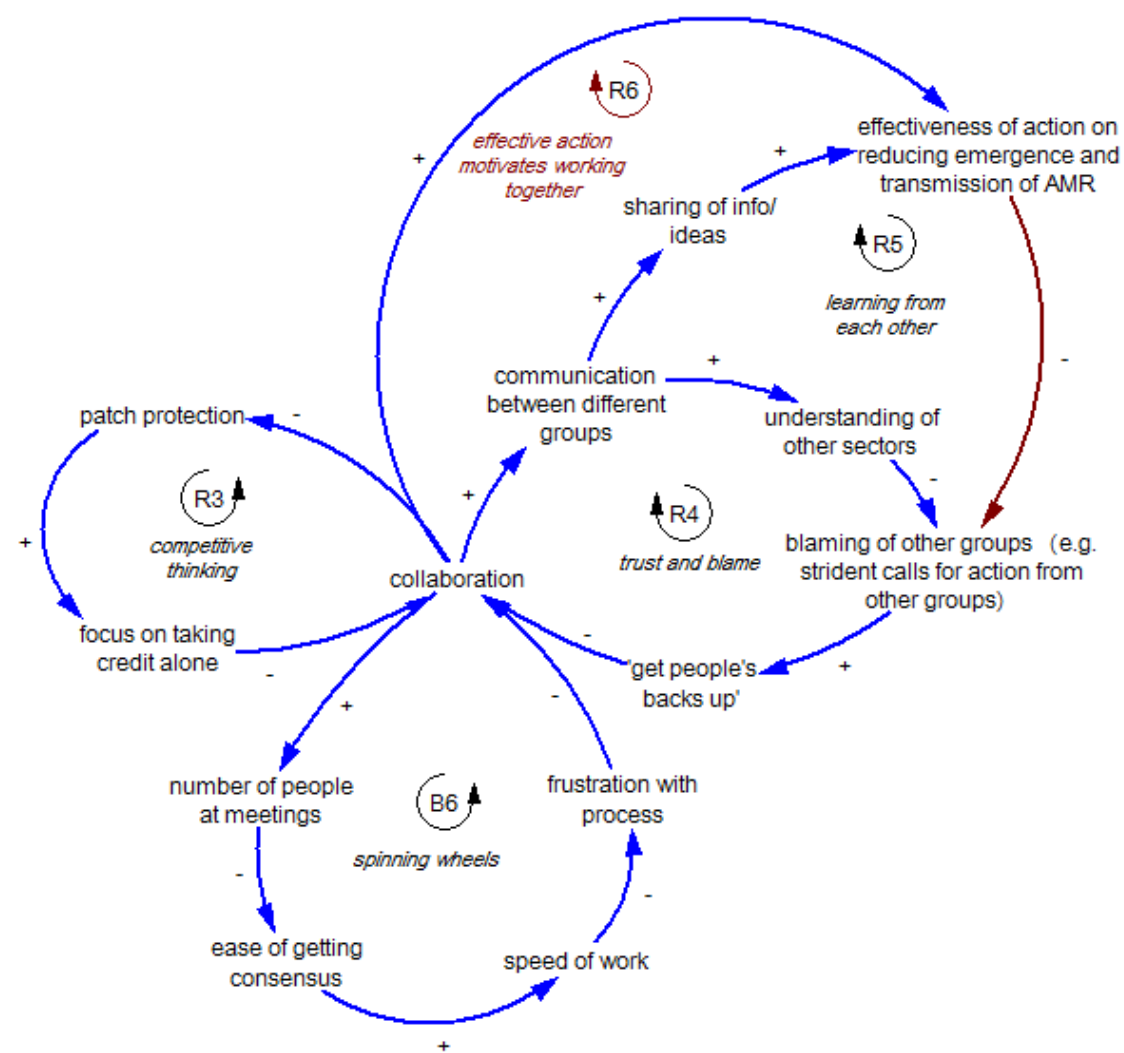 R6
effective action
motivates working
together
+
effectiveness of action on
reducing emergence and
transmission of AMR
+
sharing of info/
ideas
R5
learning from
each other
+
-
communication
between different
groups
+
understanding of
other sectors
-
patch protection
-
R3
competitive
thinking
+
+
R4
trust and blame
blaming of other groups (e.g.
strident calls for action from
other groups)
collaboration
focus on taking
credit alone
-
-
'get people's
backs up'
+
+
-
number of people
at meetings
B6
spinning wheels
frustration with
process
-
-
ease of getting
consensus
speed of work
+